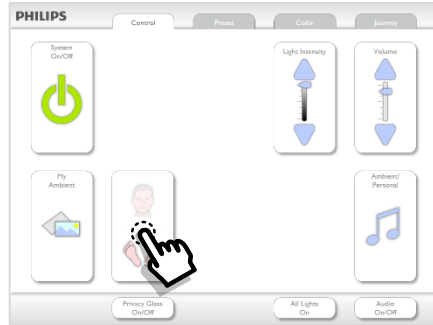 PHILIPS
Control
Preset
Color
Journey
System
On/Off
Light Intensity
Volume
My
Ambient
Ambient/
Personal
Privacy Glass
On/Off
All Lights
On
Audio
On/Off